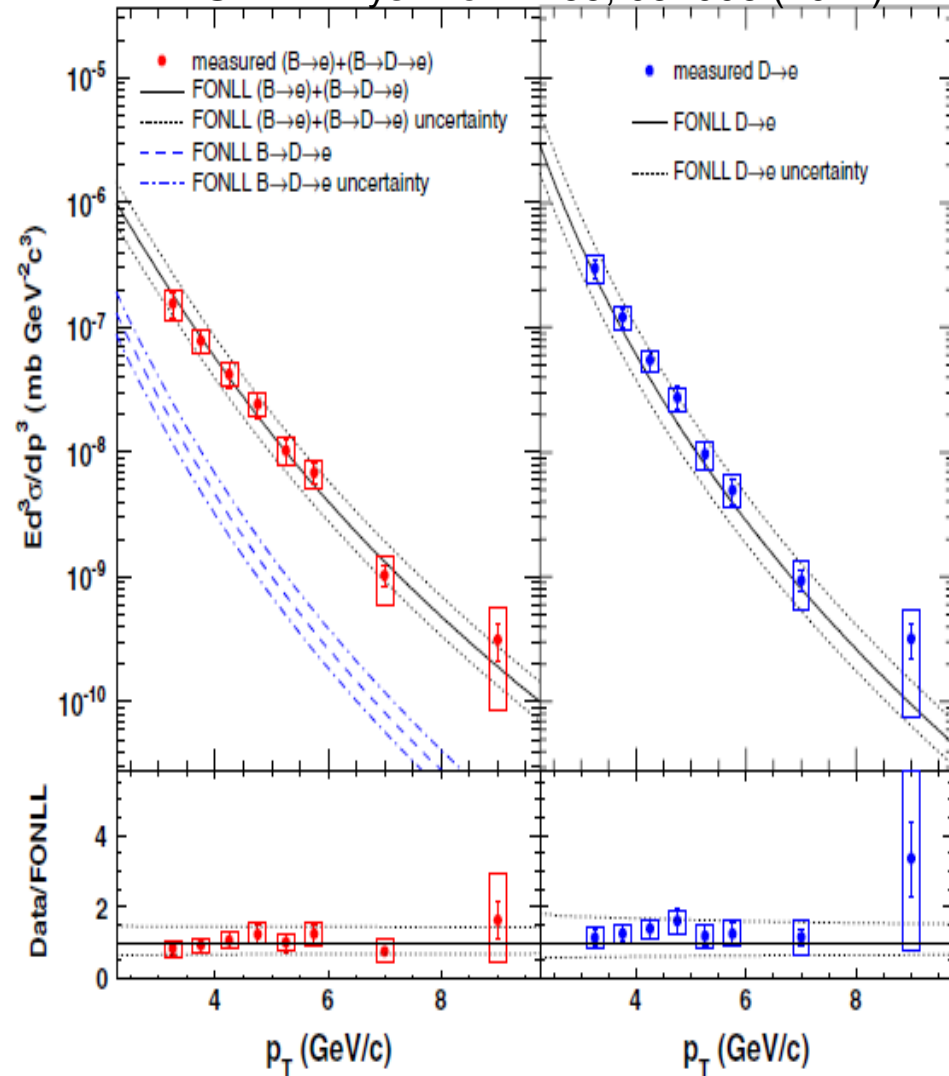 measured (B→e)+(B→D→e)
FONLL (B→e)+(B→D→e)
FONLL (B→e)+(B→D→e) uncertainty
FONLL B→D→e
FONLL B→D→e uncertainty
measured D→e
FONLL D→e
FONLL D→e uncertainty
Ed³σ/dp³ (mb GeV⁻²c³)
10⁻⁵
10⁻⁶
10⁻⁷
10⁻⁸
10⁻⁹
10⁻¹⁰
Data/FONLL
4
2
0
4 6 8
4 6 8
p_T (GeV/c)
p_T (GeV/c)